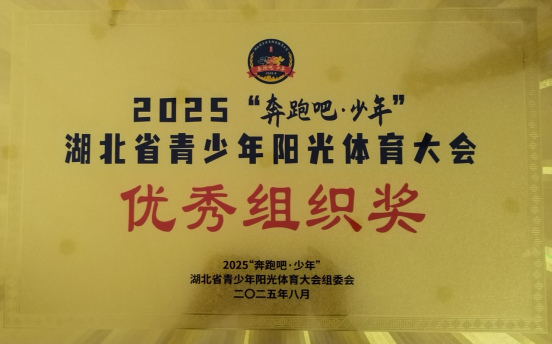 2025“奔跑吧·少年”
湖北省青少年阳光体育大会
优秀组织奖
2025“奔跑吧·少年”
湖北省青少年阳光体育大会组委会
二〇二五年八月